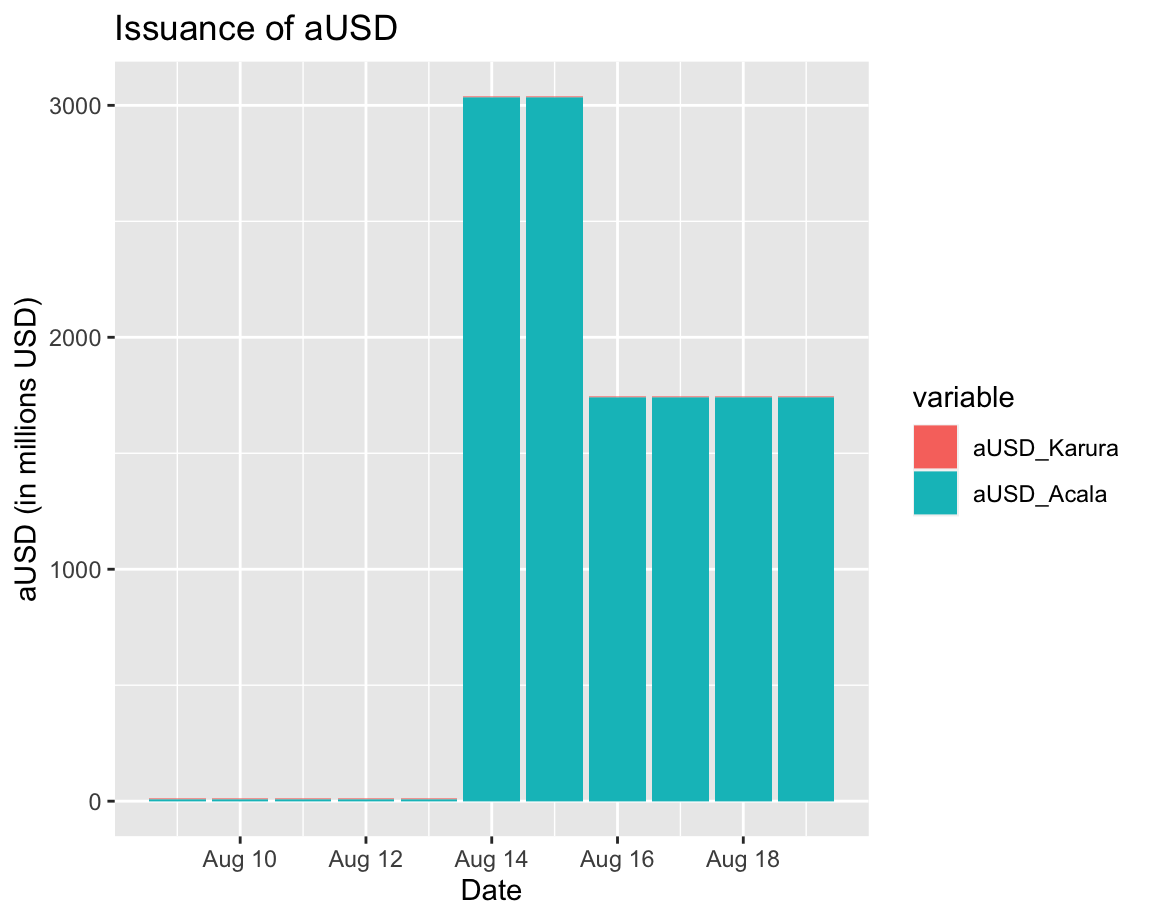 Issuance of aUSD
aUSD (in millions USD)
3000
2000
1000
0
Aug 10 Aug 12 Aug 14 Aug 16 Aug 18
Date
variable
aUSD_Karura
aUSD_Acala